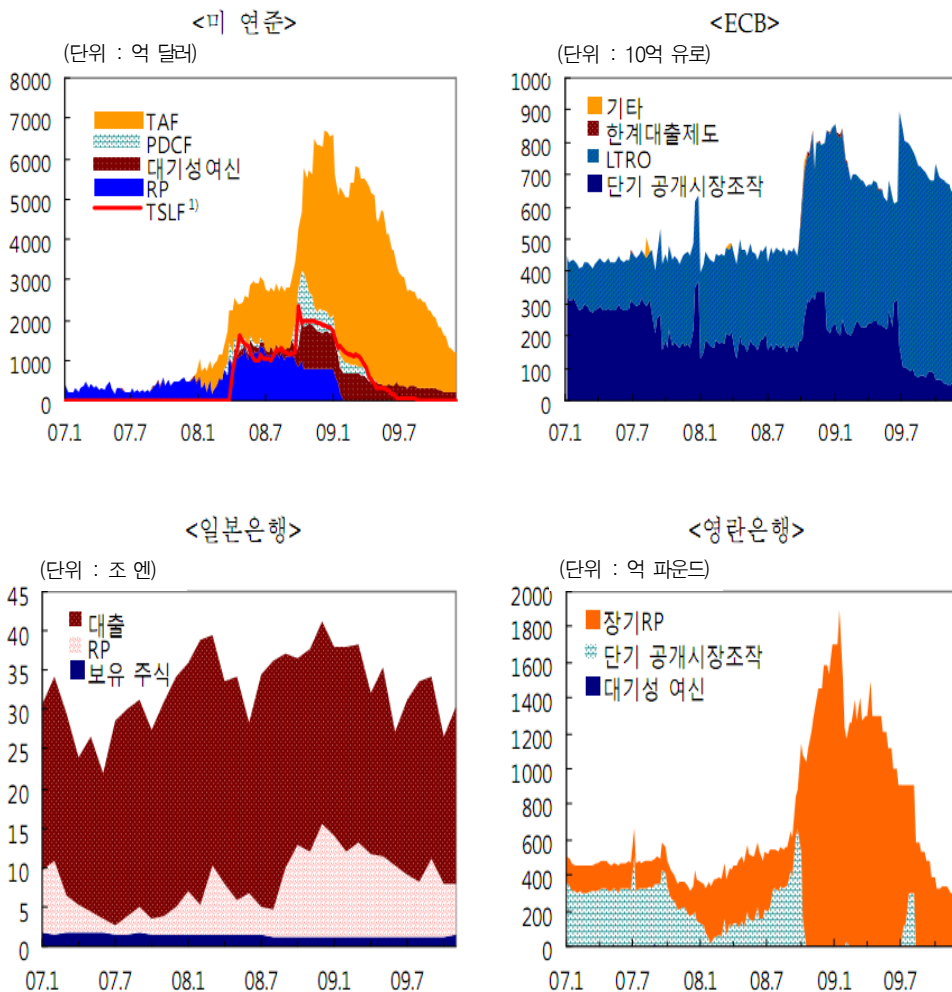 <미 연준>
(단위 : 억 달러)
8000
7000
6000
5000
4000
3000
2000
1000
0
TAF
PDCF
대기성여신
RP
TSLF 1)
07.1 07.7 08.1 08.7 09.1 09.7
<ECB>
(단위 : 10억 유로)
1000
900
800
700
600
500
400
300
200
100
0
기타
한계대출제도
LTRO
단기 공개시장조작
07.1 07.7 08.1 08.7 09.1 09.7
<일본은행>
(단위 : 조 엔)
45
40
35
30
25
20
15
10
5
0
대출
RP
보유 주식
07.1 07.7 08.1 08.7 09.1 09.7
<영란은행>
(단위 : 억 파운드)
2000
1800
1600
1400
1200
1000
800
600
400
200
0
장기RP
단기 공개시장조작
대기성 여신
07.1 07.7 08.1 08.7 09.1 09.7